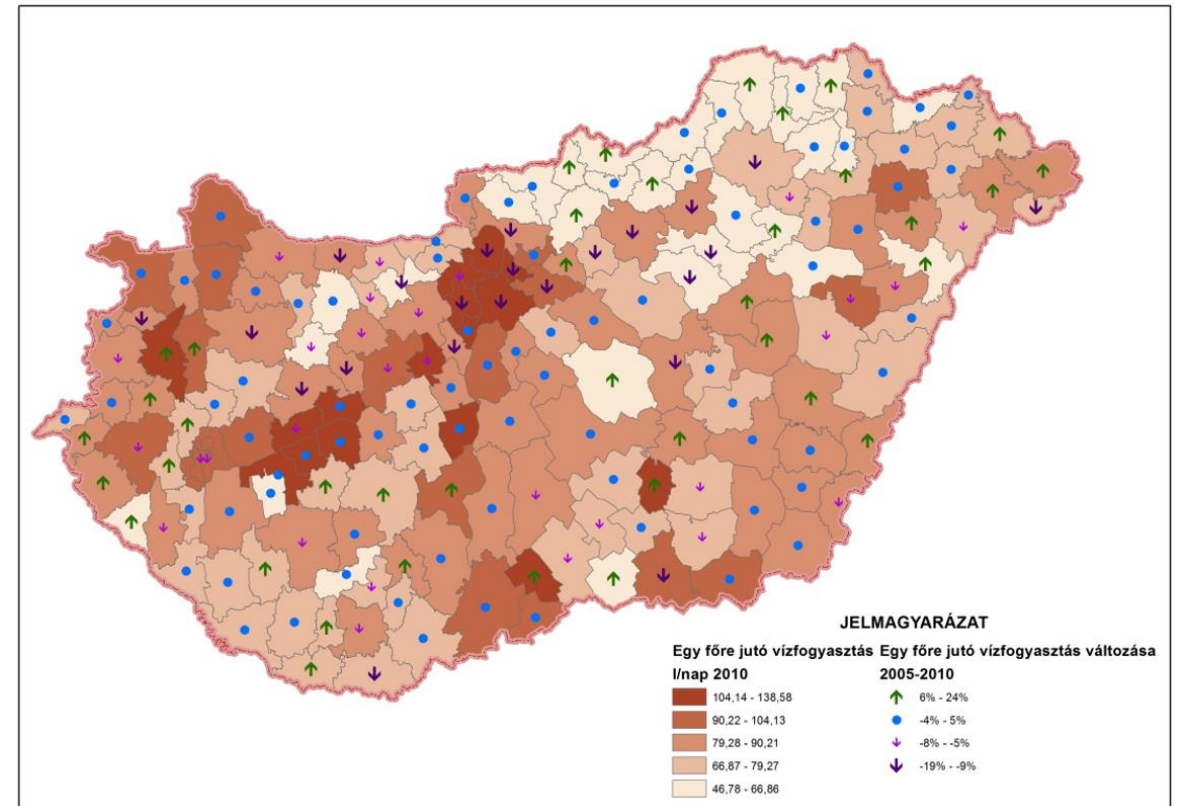 JELMAGYARÁZAT
Egy főre jutó vízfogyasztás
l/nap 2010
104,14 - 138,58
90,22 - 104,13
79,28 - 90,21
66,87 - 79,27
46,78 - 66,86
Egy főre jutó vízfogyasztás változása
2005-2010
6% - 24%
-4% - 5%
-8% - -5%
-19% - -9%